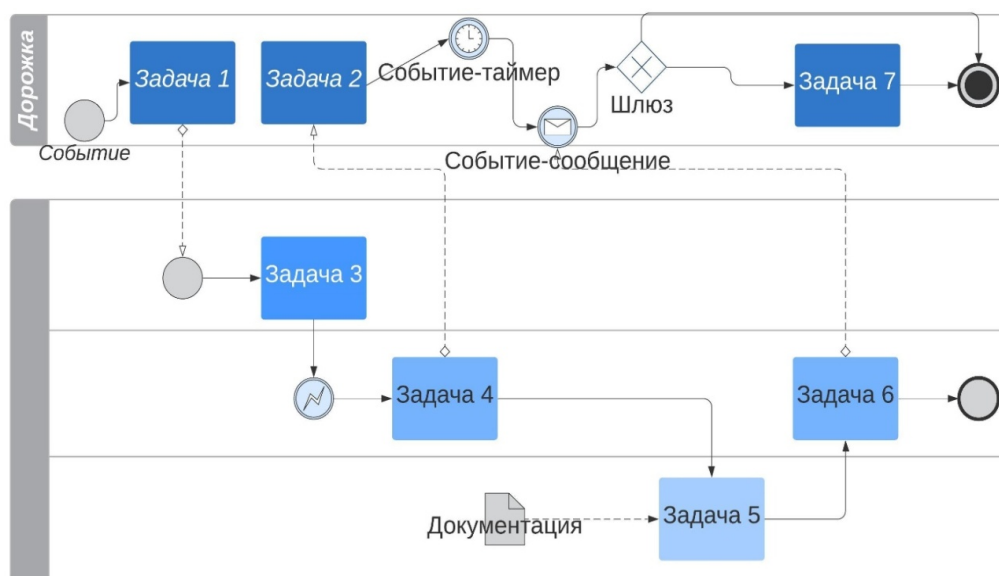 Дорожка
Задача 1
Задача 2
Событие-таймер
Задача 7
Шлюз
Событие
Событие-сообщение
Задача 3
Задача 4
Задача 6
Документация
Задача 5